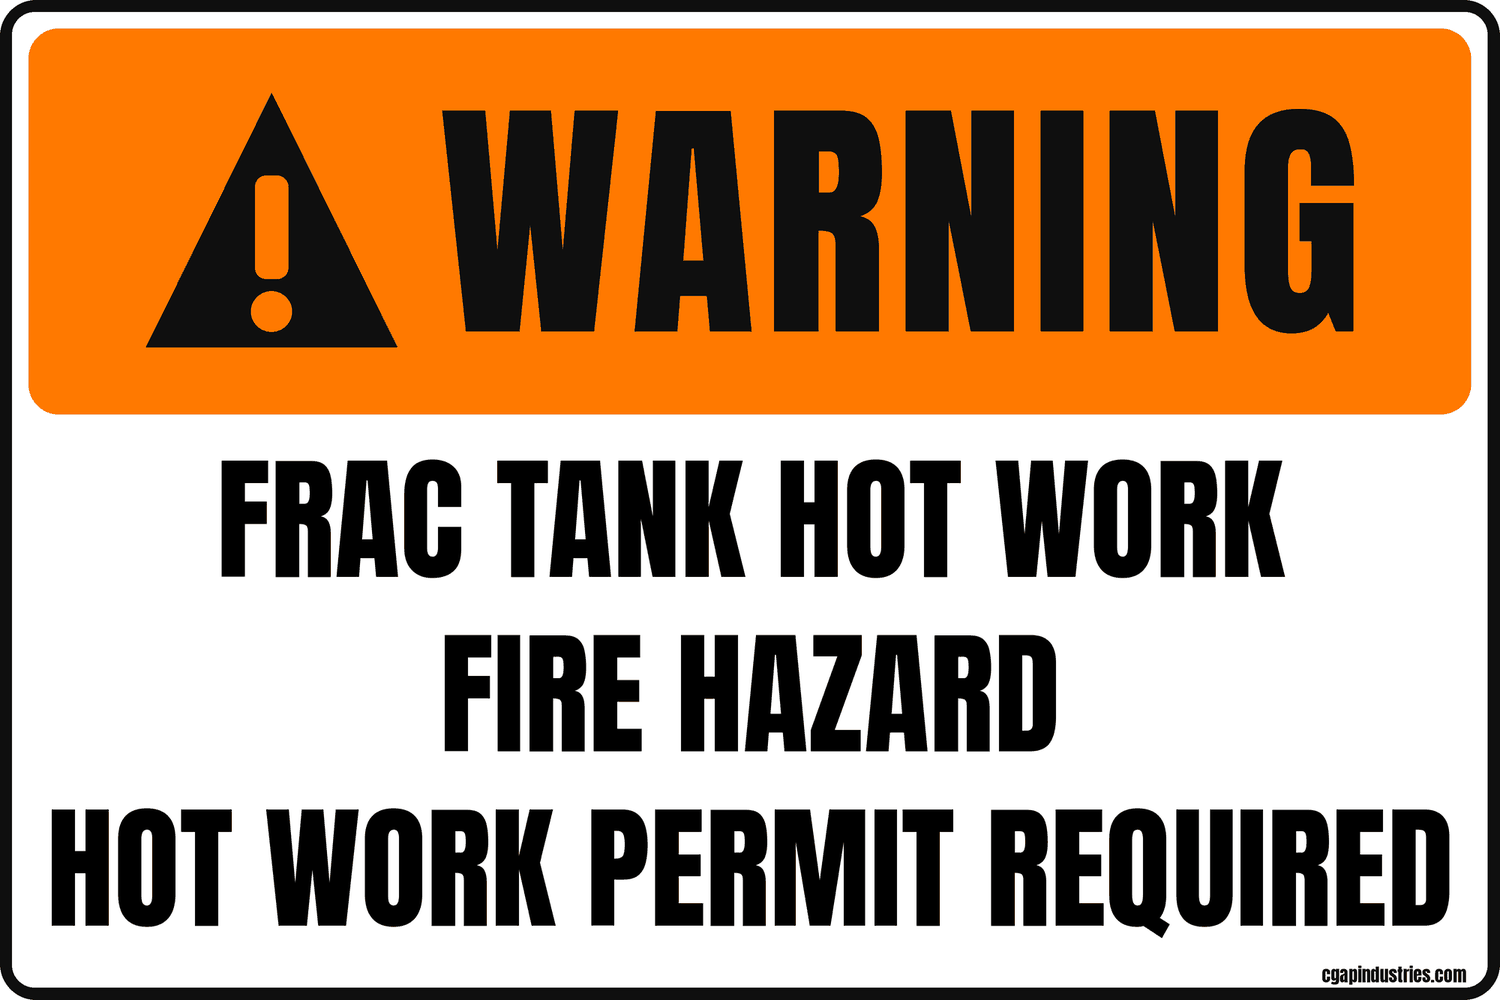 WARNING
FRAC TANK HOT WORK
FIRE HAZARD
HOT WORK PERMIT REQUIRED
cgapindustries.com